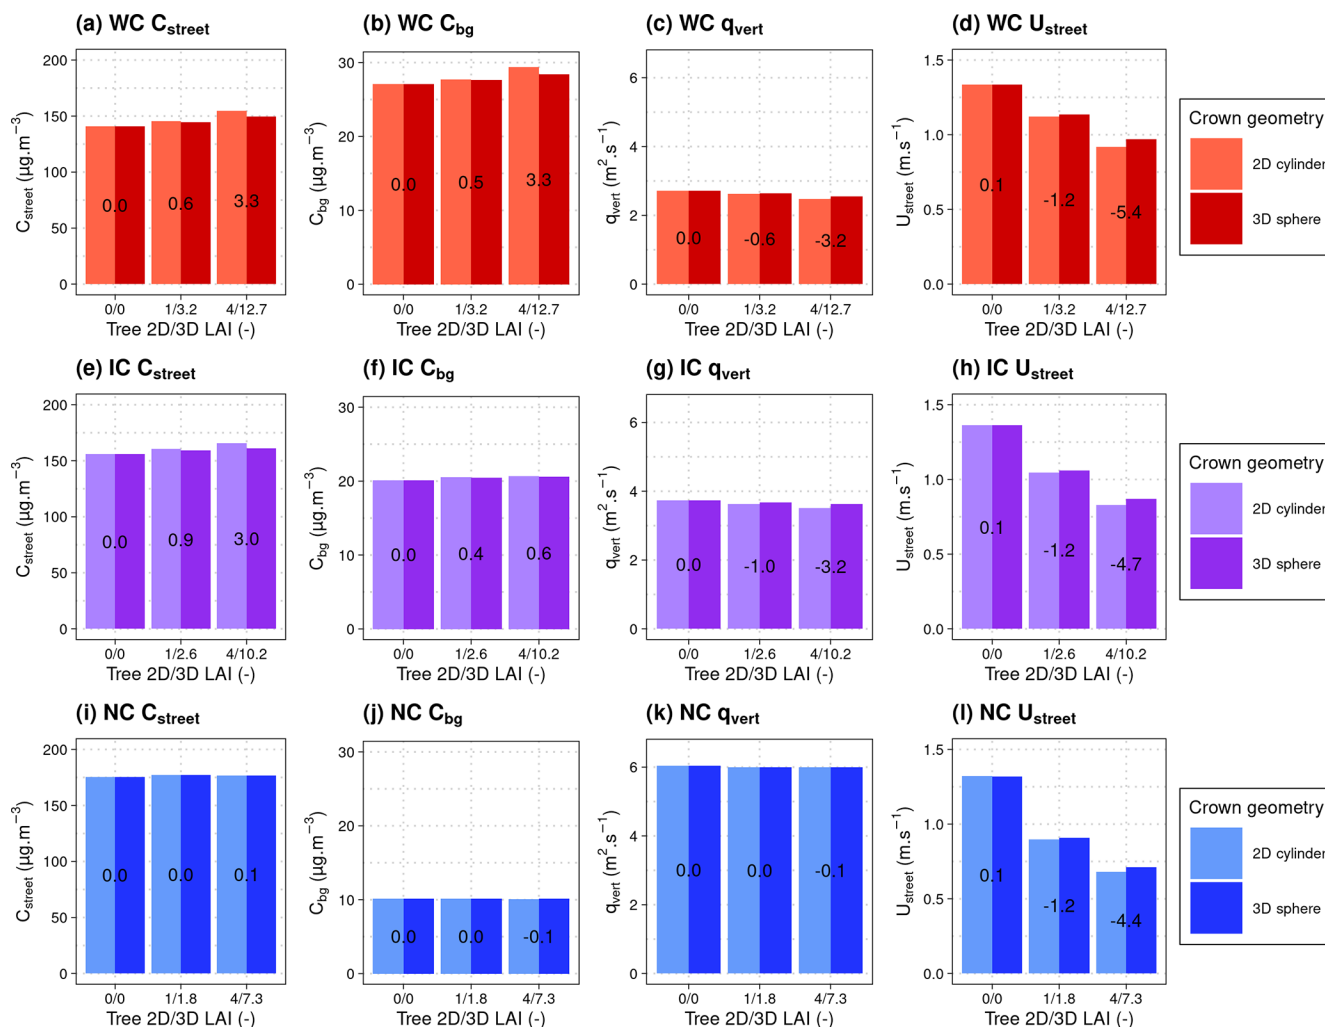 (a) WC Cstreet
200
150
100
50
0
Cstreet (μg.m−3)
0.0
0.6
3.3
0/0
1/3.2
4/12.7
Tree 2D/3D LAI (-)
(b) WC Cbg
30
20
10
0
Cbg (μg.m−3)
0.0
0.5
3.3
0/0
1/3.2
4/12.7
Tree 2D/3D LAI (-)
(c) WC qvert
6
4
2
0
qvert (m2.s−1)
0.0
-0.6
-3.2
0/0
1/3.2
4/12.7
Tree 2D/3D LAI (-)
(d) WC Ustreet
1.5
1.0
0.5
0.0
Ustreet (m.s−1)
0.1
-1.2
-5.4
0/0
1/3.2
4/12.7
Tree 2D/3D LAI (-)
Crown geometry
2D cylinder
3D sphere
(e) IC Cstreet
200
150
100
50
0
Cstreet (μg.m−3)
0.0
0.9
3.0
0/0
1/2.6
4/10.2
Tree 2D/3D LAI (-)
(f) IC Cbg
30
20
10
0
Cbg (μg.m−3)
0.0
0.4
0.6
0/0
1/2.6
4/10.2
Tree 2D/3D LAI (-)
(g) IC qvert
6
4
2
0
qvert (m2.s−1)
0.0
-1.0
-3.2
0/0
1/2.6
4/10.2
Tree 2D/3D LAI (-)
(h) IC Ustreet
1.5
1.0
0.5
0.0
Ustreet (m.s−1)
0.1
-1.2
-4.7
0/0
1/2.6
4/10.2
Tree 2D/3D LAI (-)
Crown geometry
2D cylinder
3D sphere
(i) NC Cstreet
200
150
100
50
0
Cstreet (μg.m−3)
0.0
0.0
0.1
0/0
1/1.8
4/7.3
Tree 2D/3D LAI (-)
(j) NC Cbg
30
20
10
0
Cbg (μg.m−3)
0.0
0.0
-0.1
0/0
1/1.8
4/7.3
Tree 2D/3D LAI (-)
(k) NC qvert
6
4
2
0
qvert (m2.s−1)
0.0
0.0
-0.1
0/0
1/1.8
4/7.3
Tree 2D/3D LAI (-)
(l) NC Ustreet
1.5
1.0
0.5
0.0
Ustreet (m.s−1)
0.1
-1.2
-4.4
0/0
1/1.8
4/7.3
Tree 2D/3D LAI (-)
Crown geometry
2D cylinder
3D sphere